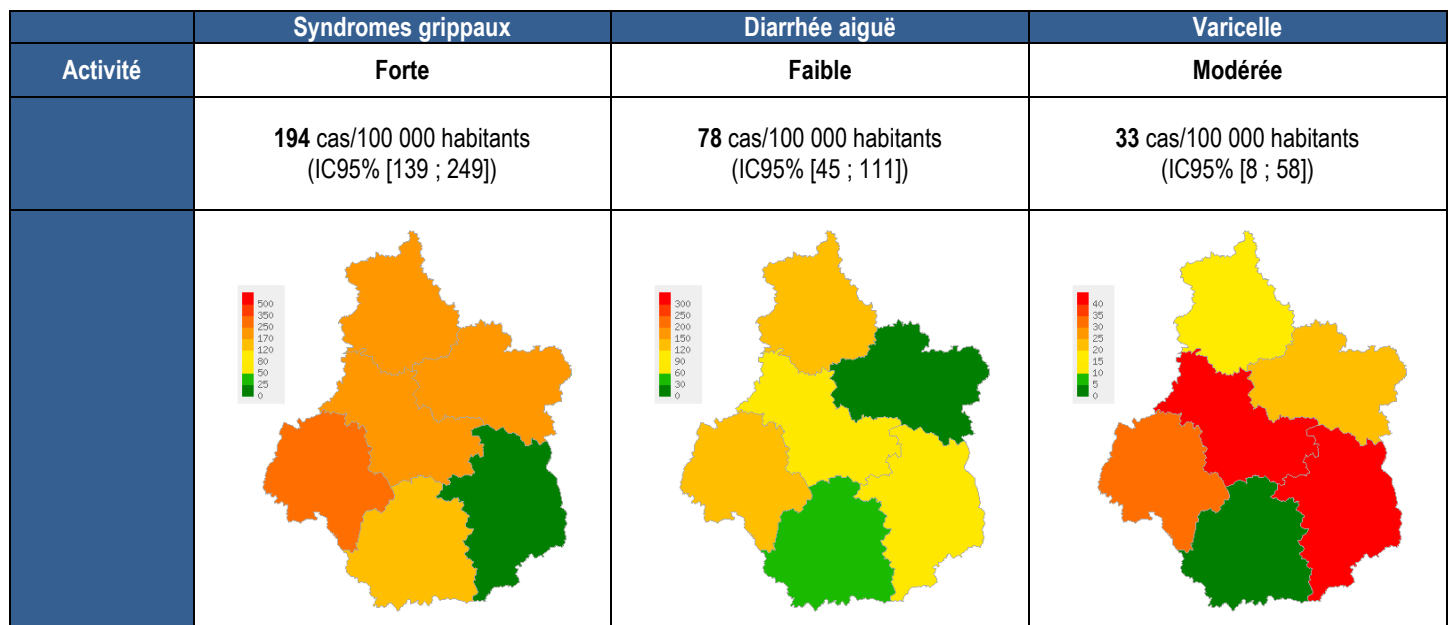 Syndromes grippaux Diarrhée aiguë Varicelle
Activité Forte Faible Modérée
194 cas/100 000 habitants 78 cas/100 000 habitants 33 cas/100 000 habitants
(IC95% [139 ; 249]) (IC95% [45 ; 111]) (IC95% [8 ; 58])
500 300 40
350 250 35
250 200 30
170 150 25
120 120 20
80 90 15
50 60 10
25 30 5
0 0 0